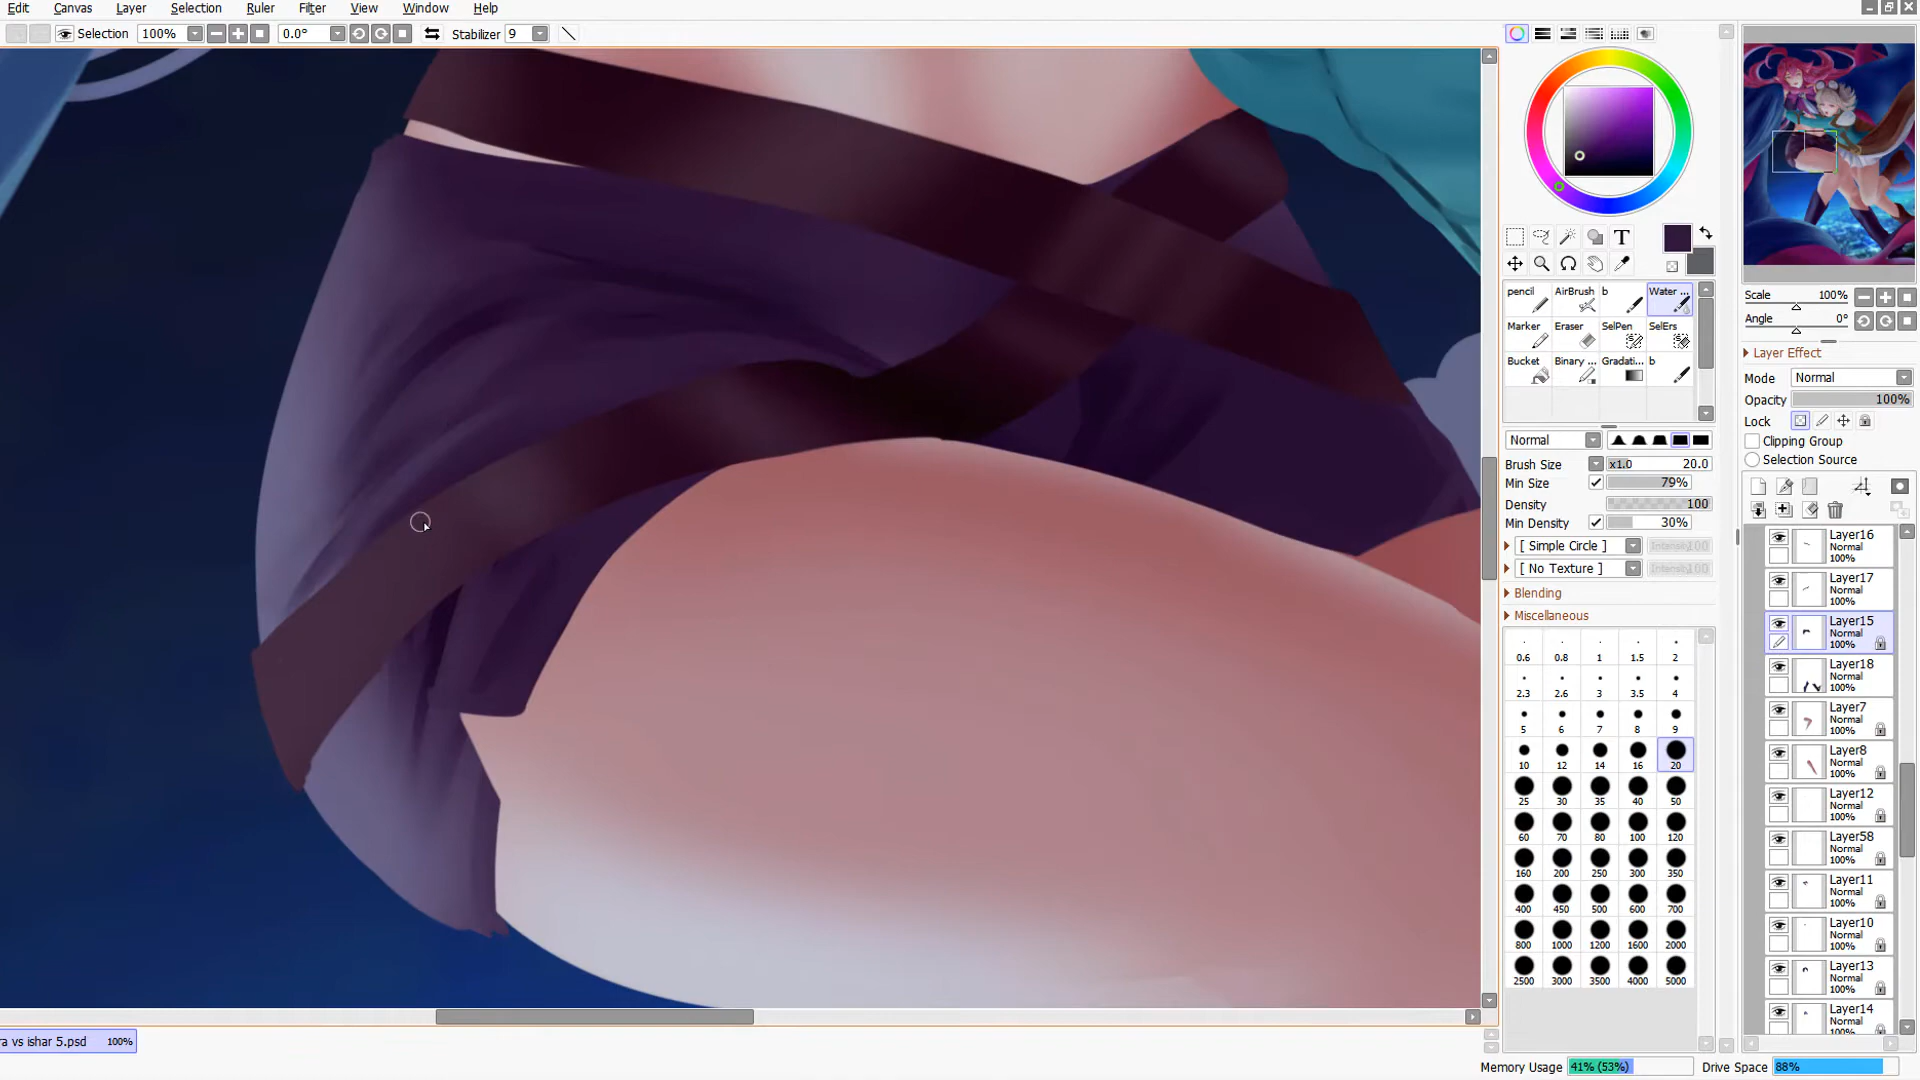 Edit Canvas Layer Selection Ruler Filter View Window Help
Selection 100% 0.0° Stabilizer 9
T
pencil AirBrush b Water ...
Marker Eraser SelPen SelErs
Bucket Binary ... Gradati... b
Normal
Brush Size x1.0 20.0
Min Size 79%
Density 100
Min Density 30%
[ Simple Circle ] Intensity 100
[ No Texture ] Intensity 100
Blending
Miscellaneous
0.6 0.8 1 1.5 2
2.3 2.6 3 3.5 4
5 6 7 8 9
10 12 14 16 20
25 30 35 40 50
60 70 80 100 120
160 200 250 300 350
400 450 500 600 700
800 1000 1200 1600 2000
2500 3000 3500 4000 5000
Scale 100%
Angle 0°
Layer Effect
Mode Normal
Opacity 100%
Lock
Clipping Group
Selection Source
Layer16
Normal
100%
Layer17
Normal
100%
Layer15
Normal
100%
Layer18
Normal
100%
Layer7
Normal
100%
Layer8
Normal
100%
Layer12
Normal
100%
Layer58
Normal
100%
Layer11
Normal
100%
Layer10
Normal
100%
Layer13
Normal
100%
Layer14
Normal
100%
ra vs ishar 5.psd 100%
Memory Usage 41% (53%) Drive Space 88%